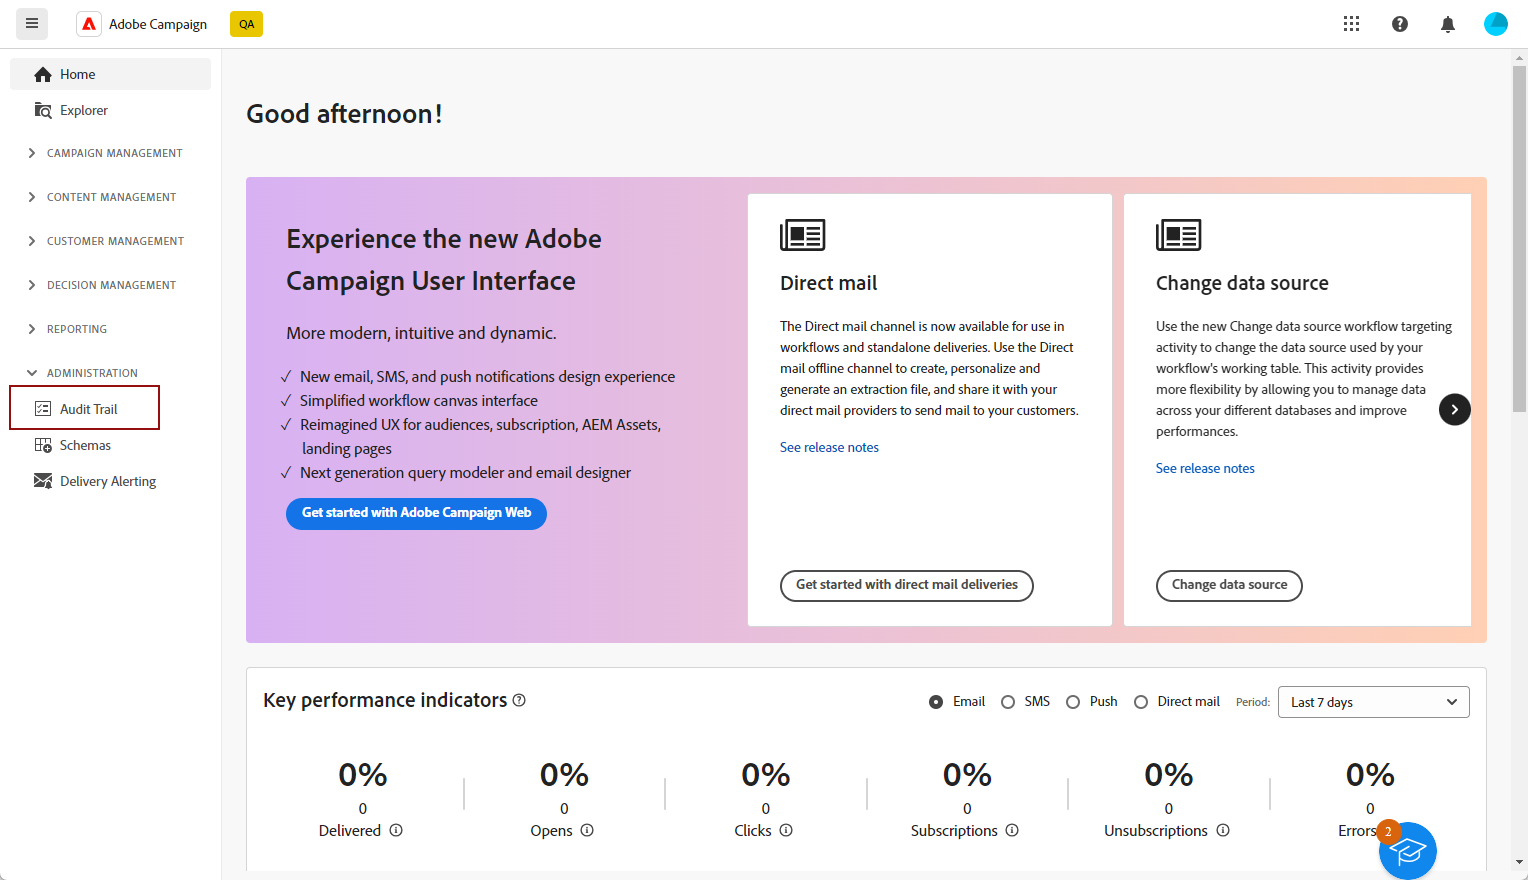 Adobe Campaign
QA
Home
Explorer
CAMPAIGN MANAGEMENT
CONTENT MANAGEMENT
CUSTOMER MANAGEMENT
DECISION MANAGEMENT
REPORTING
ADMINISTRATION
Audit Trail
Schemas
Delivery Alerting
Good afternoon!
Experience the new Adobe
Campaign User Interface
More modern, intuitive and dynamic.
✓ New email, SMS, and push notifications design experience
✓ Simplified workflow canvas interface
✓ Reimagined UX for audiences, subscription, AEM Assets,
landing pages
✓ Next generation query modeler and email designer
Get started with Adobe Campaign Web
Direct mail
The Direct mail channel is now available for use in
workflows and standalone deliveries. Use the Direct
mail offline channel to create, personalize and
generate an extraction file, and share it with your
direct mail providers to send mail to your customers.
See release notes
Get started with direct mail deliveries
Change data source
Use the new Change data source workflow targeting
activity to change the data source used by your
workflow's working table. This activity provides
more flexibility by allowing you to manage data
across your different databases and improve
performances.
See release notes
Change data source
Key performance indicators
Email SMS Push Direct mail Period: Last 7 days
0% 0% 0% 0% 0% 0%
0 0 0 0 0 0
Delivered Opens Clicks Subscriptions Unsubscriptions Errors
2